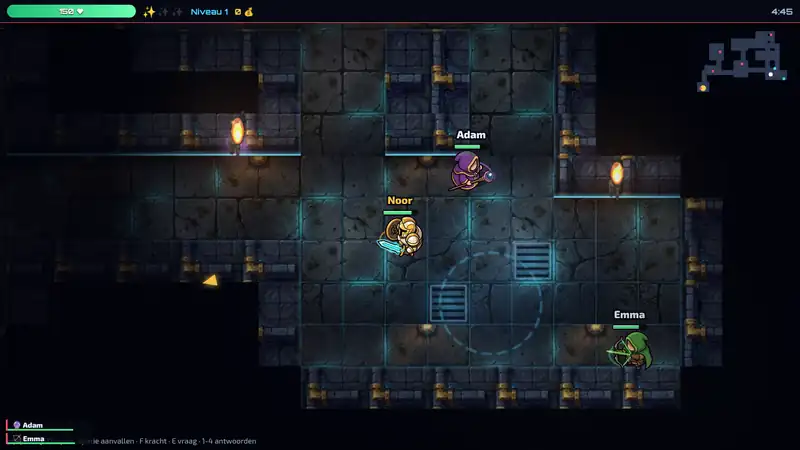 150
Niveau 1 0
4:45
Adam
Noor
Emma
Adam
Emma
aanvallen · F kracht · E vraag · 1-4 antwoorden